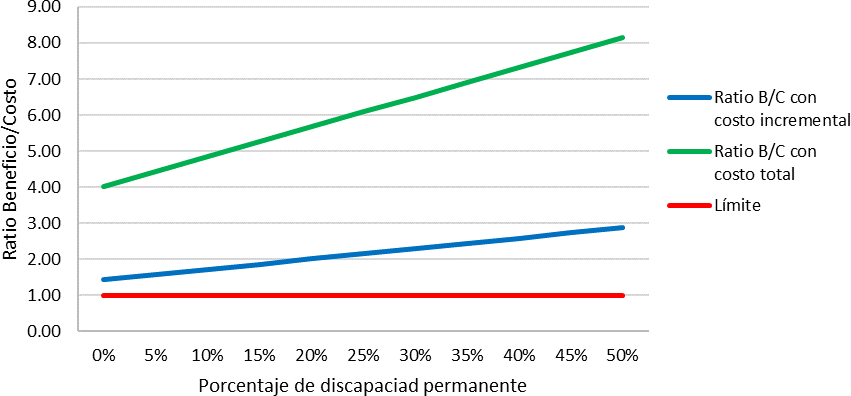 9.00
8.00
7.00
6.00
5.00
4.00
3.00
2.00
1.00
0.00
Ratio Beneficio/Costo
0% 5% 10% 15% 20% 25% 30% 35% 40% 45% 50%
Porcentaje de discapaciad permanente
Ratio B/C con
costo incremental
Ratio B/C con
costo total
Límite